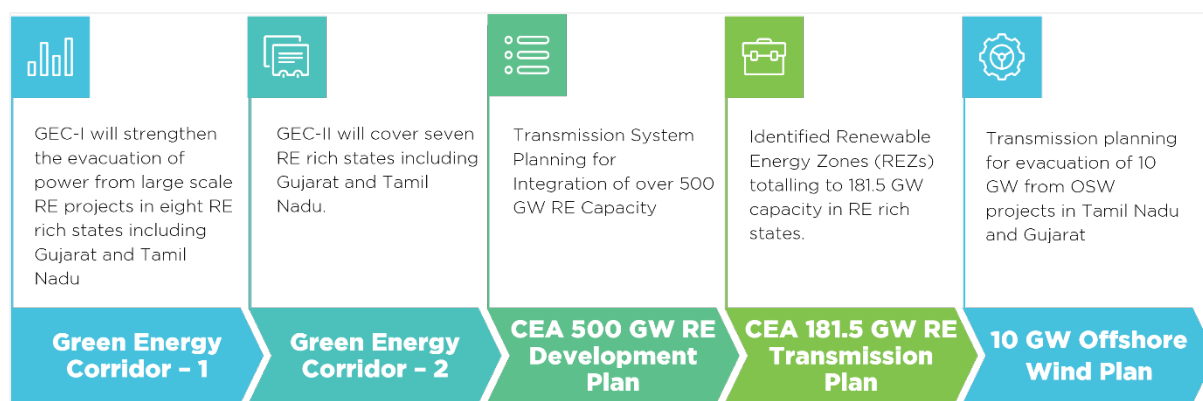 GEC-I will strengthen
the evacuation of
power from large scale
RE projects in eight RE
rich states including
Gujarat and Tamil
Nadu
Green Energy
Corridor – 1
GEC-II will cover seven
RE rich states including
Gujarat and Tamil
Nadu.
Green Energy
Corridor – 2
Transmission System
Planning for
Integration of over 500
GW RE Capacity
CEA 500 GW RE
Development
Plan
Identified Renewable
Energy Zones (REZs)
totalling to 181.5 GW
capacity in RE rich
states.
CEA 181.5 GW RE
Transmission
Plan
Transmission planning
for evacuation of 10
GW from OSW
projects in Tamil Nadu
and Gujarat
10 GW Offshore
Wind Plan